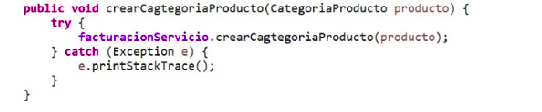 public void crearCagtegoriaProducto(CategoriaProducto producto) {
try {
facturacionServicio.crearCagtegoriaProducto(producto);
} catch (Exception e) {
e.printStackTrace();
}
}